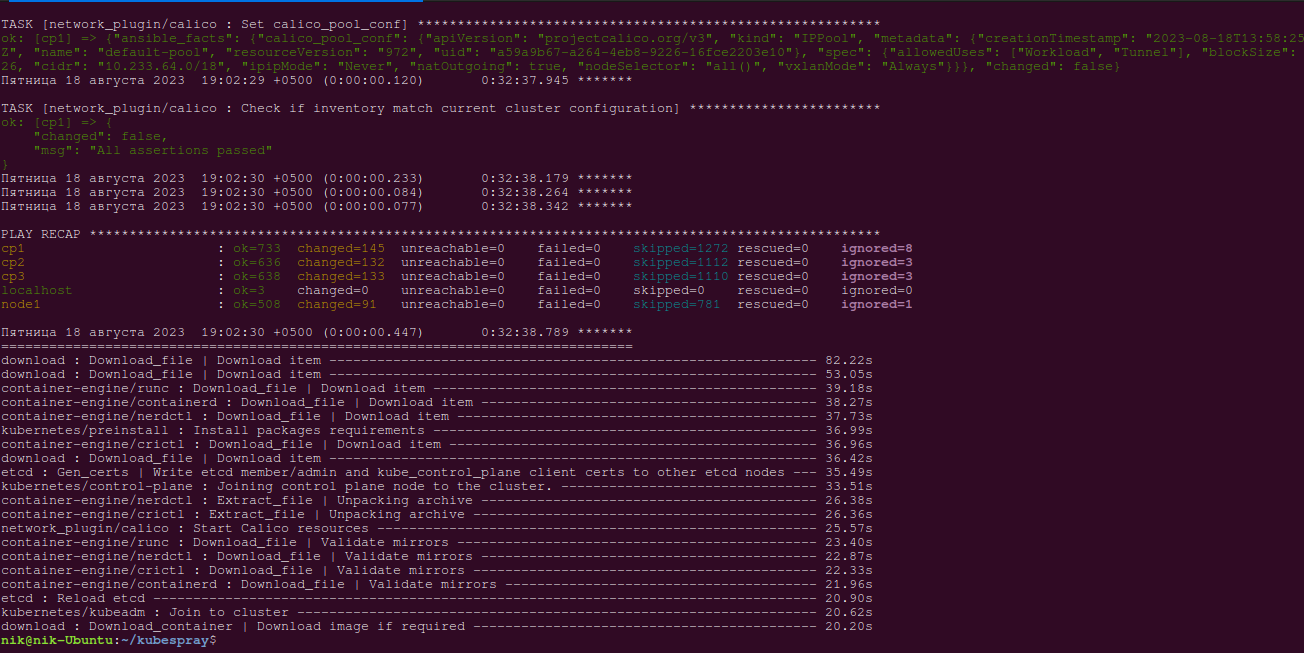 TASK [network_plugin/calico : Set calico_pool_conf] **********************************************************
ok: [cp1] => {"ansible_facts": {"calico_pool_conf": {"apiVersion": "projectcalico.org/v3", "kind": "IPPool", "metadata": {"creationTimestamp": "2023-08-18T13:58:25
Z", "name": "default-pool", "resourceVersion": "972", "uid": "a59a9b67-a264-4eb8-9226-16fce2203e10"}, "spec": {"allowedUses": ["Workload", "Tunnel"], "blockSize":
26, "cidr": "10.233.64.0/18", "ipipMode": "Never", "natOutgoing": true, "nodeSelector": "all()", "vxlanMode": "Always"}}}, "changed": false}
Пятница 18 августа 2023  19:02:29 +0500 (0:00:00.120)       0:32:37.945 *******
TASK [network_plugin/calico : Check if inventory match current cluster configuration] ************************
ok: [cp1] => {
    "changed": false,
    "msg": "All assertions passed"
}
Пятница 18 августа 2023  19:02:30 +0500 (0:00:00.233)       0:32:38.179 *******
Пятница 18 августа 2023  19:02:30 +0500 (0:00:00.084)       0:32:38.264 *******
Пятница 18 августа 2023  19:02:30 +0500 (0:00:00.077)       0:32:38.342 *******
PLAY RECAP ***************************************************************************************************
cp1                        : ok=733  changed=145  unreachable=0    failed=0    skipped=1272 rescued=0    ignored=8
cp2                        : ok=636  changed=132  unreachable=0    failed=0    skipped=1112 rescued=0    ignored=3
cp3                        : ok=638  changed=133  unreachable=0    failed=0    skipped=1110 rescued=0    ignored=3
localhost                  : ok=3    changed=0    unreachable=0    failed=0    skipped=0    rescued=0    ignored=0
node1                      : ok=508  changed=91   unreachable=0    failed=0    skipped=781  rescued=0    ignored=1
Пятница 18 августа 2023  19:02:30 +0500 (0:00:00.447)       0:32:38.789 *******
===============================================================================
download : Download_file | Download item ------------------------------------------------------------- 82.22s
download : Download_file | Download item ------------------------------------------------------------- 53.05s
container-engine/runc : Download_file | Download item ------------------------------------------------ 39.18s
container-engine/containerd : Download_file | Download item ------------------------------------------ 38.27s
container-engine/nerdctl : Download_file | Download item --------------------------------------------- 37.73s
kubernetes/preinstall : Install packages requirements ------------------------------------------------ 36.99s
container-engine/crictl : Download_file | Download item ---------------------------------------------- 36.96s
download : Download_file | Download item ------------------------------------------------------------- 36.42s
etcd : Gen_certs | Write etcd member/admin and kube_control_plane client certs to other etcd nodes --- 35.49s
kubernetes/control-plane : Joining control plane node to the cluster. -------------------------------- 33.51s
container-engine/nerdctl : Extract_file | Unpacking archive ------------------------------------------ 26.38s
container-engine/crictl : Extract_file | Unpacking archive ------------------------------------------- 26.36s
network_plugin/calico : Start Calico resources ------------------------------------------------------- 25.57s
container-engine/runc : Download_file | Validate mirrors --------------------------------------------- 23.40s
container-engine/nerdctl : Download_file | Validate mirrors ------------------------------------------ 22.87s
container-engine/crictl : Download_file | Validate mirrors ------------------------------------------- 22.33s
container-engine/containerd : Download_file | Validate mirrors --------------------------------------- 21.96s
etcd : Reload etcd ----------------------------------------------------------------------------------- 20.90s
kubernetes/kubeadm : Join to cluster ----------------------------------------------------------------- 20.62s
download : Download_container | Download image if required ------------------------------------------- 20.20s
nik@nik-Ubuntu:~/kubespray$